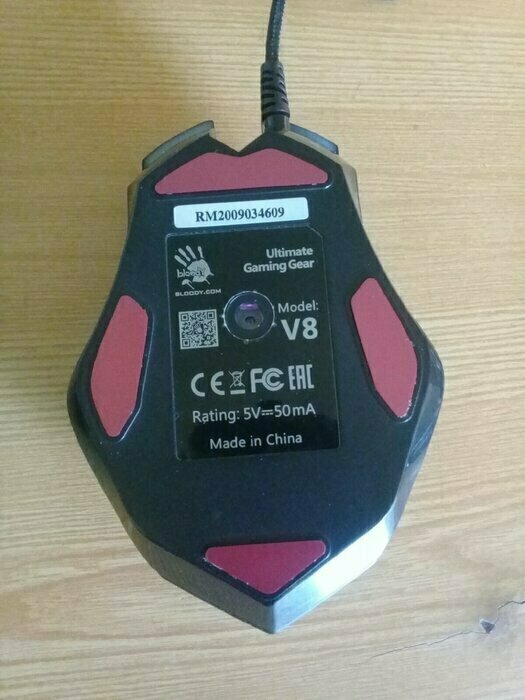 RM2009034609
bloody
BLOODY.COM
Ultimate
Gaming Gear
Model:
V8
CE FC EAC
Rating: 5V⎓50mA
Made in China